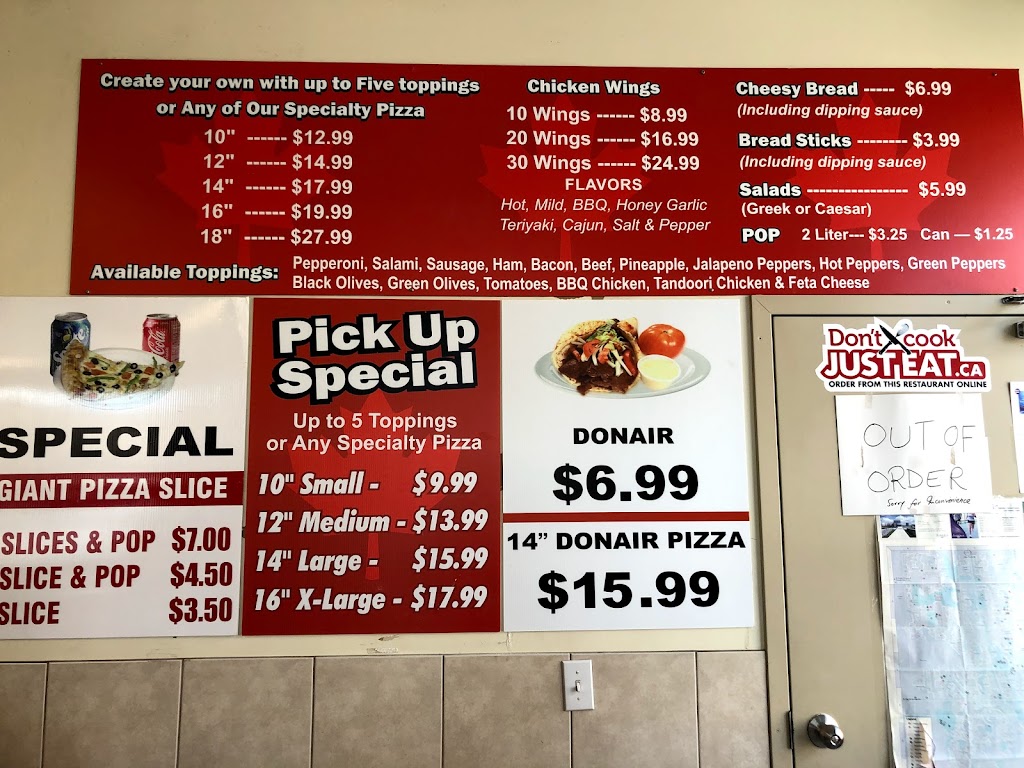 Create your own with up to Five toppings
or Any of Our Specialty Pizza
10" ------ $12.99
12" ------ $14.99
14" ------ $17.99
16" ------ $19.99
18" ------ $27.99
Chicken Wings
10 Wings ------ $8.99
20 Wings ------ $16.99
30 Wings ------ $24.99
FLAVORS
Hot, Mild, BBQ, Honey Garlic
Teriyaki, Cajun, Salt & Pepper
Cheesy Bread ----- $6.99
(Including dipping sauce)
Bread Sticks -------- $3.99
(Including dipping sauce)
Salads ---------------- $5.99
(Greek or Caesar)
POP 2 Liter--- $3.25 Can — $1.25
Available Toppings: Pepperoni, Salami, Sausage, Ham, Bacon, Beef, Pineapple, Jalapeno Peppers, Hot Peppers, Green Peppers
Black Olives, Green Olives, Tomatoes, BBQ Chicken, Tandoori Chicken & Feta Cheese
SPECIAL
GIANT PIZZA SLICE
SLICES & POP $7.00
SLICE & POP $4.50
SLICE $3.50
Pick Up
Special
Up to 5 Toppings
or Any Specialty Pizza
10" Small - $9.99
12" Medium - $13.99
14" Large - $15.99
16" X-Large - $17.99
DONAIR
$6.99
14” DONAIR PIZZA
$15.99
Don't cook
JUST EAT.CA
ORDER FROM THIS RESTAURANT ONLINE
OUT OF
ORDER
Sorry for Inconvenience